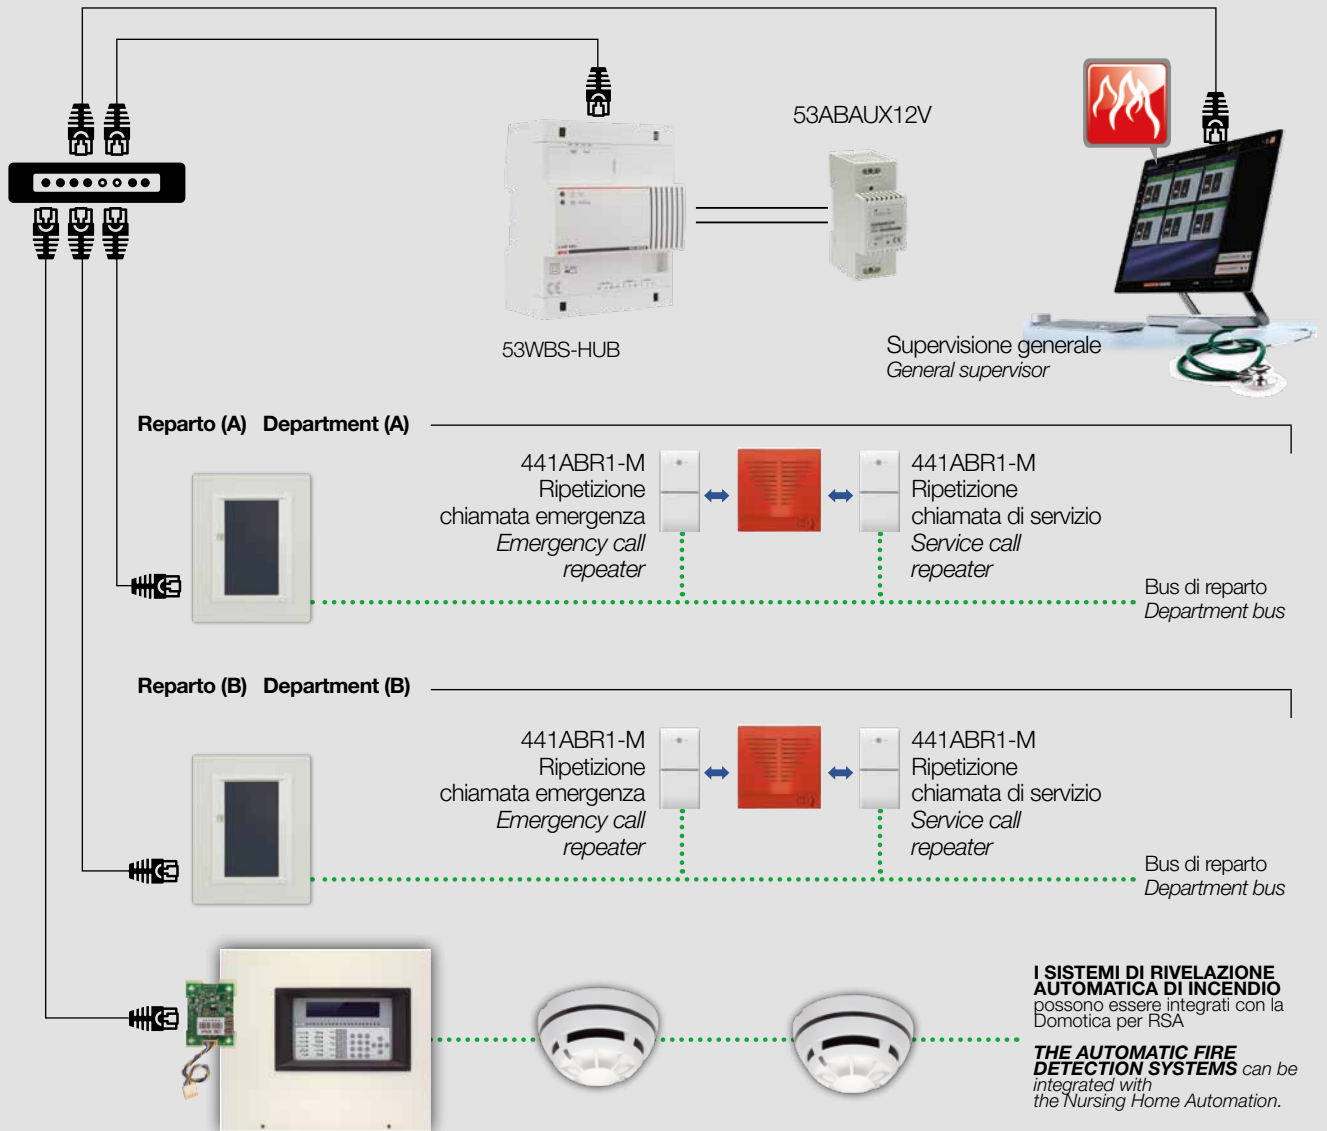 53ABAUX12V
53WBS-HUB
Supervisione generale
General supervisor
Reparto (A) Department (A)
441ABR1-M
Ripetizione
chiamata emergenza
Emergency call
repeater
441ABR1-M
Ripetizione
chiamata di servizio
Service call
repeater
Bus di reparto
Department bus
Reparto (B) Department (B)
441ABR1-M
Ripetizione
chiamata emergenza
Emergency call
repeater
441ABR1-M
Ripetizione
chiamata di servizio
Service call
repeater
Bus di reparto
Department bus
I SISTEMI DI RIVELAZIONE
AUTOMATICA DI INCENDIO
possono essere integrati con la
Domotica per RSA
THE AUTOMATIC FIRE
DETECTION SYSTEMS can be
integrated with
the Nursing Home Automation.